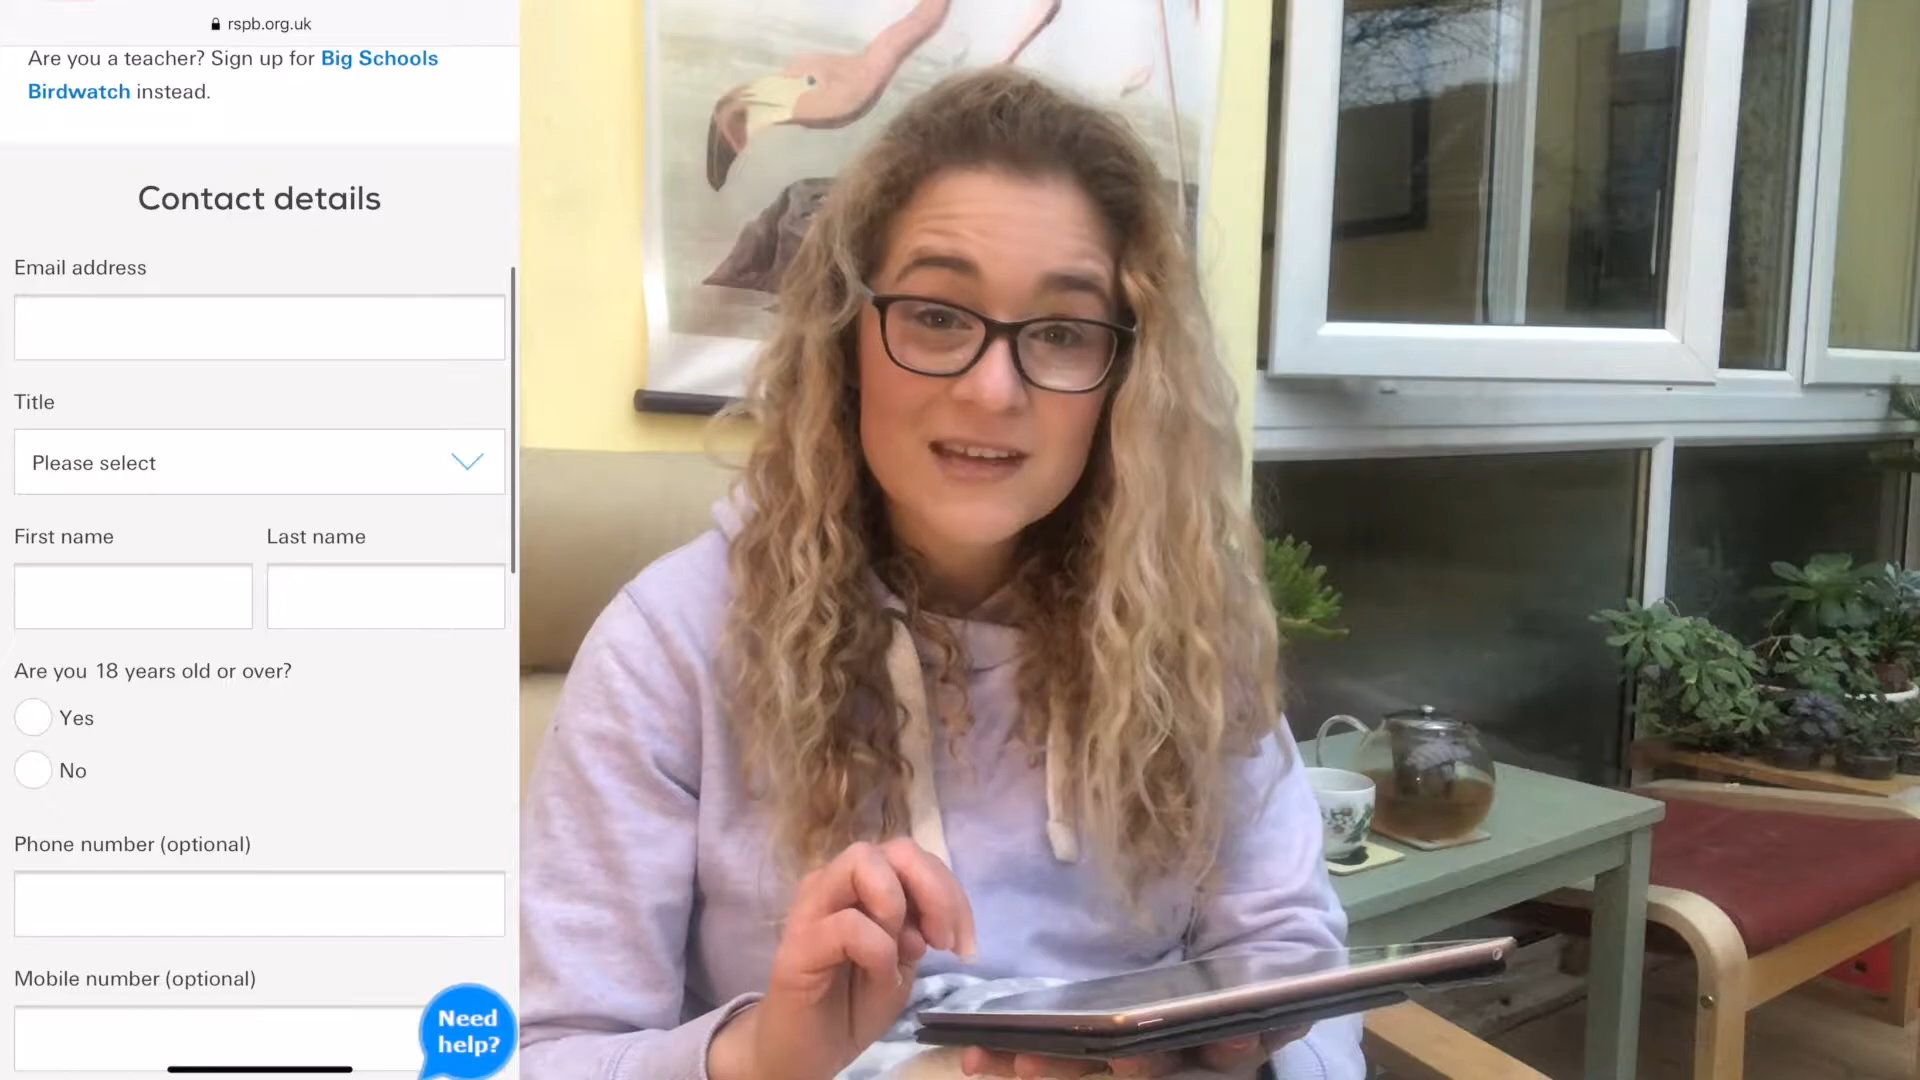 rspb.org.uk
Are you a teacher? Sign up for Big Schools
Birdwatch instead.
Contact details
Email address
Title
Please select
First name Last name
Are you 18 years old or over?
Yes
No
Phone number (optional)
Mobile number (optional)
Need
help?